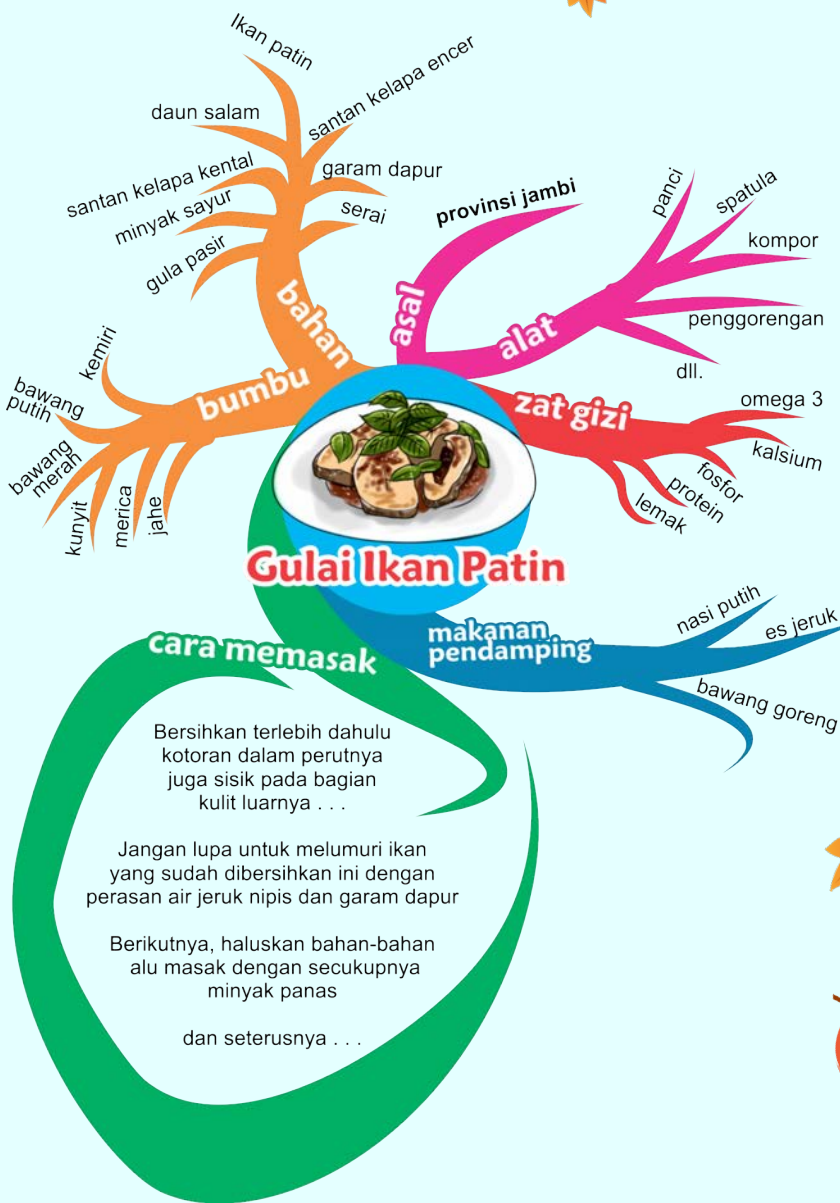 Gulai Ikan Patin
bahan
Ikan patin
daun salam
santan kelapa encer
santan kelapa kental
garam dapur
minyak sayur
serai
gula pasir
bumbu
kemiri
bawang
putih
bawang
merah
kunyit
merica
jahe
asal
provinsi jambi
alat
panci
spatula
kompor
penggorengan
dll.
zat gizi
omega 3
kalsium
fosfor
protein
lemak
makanan
pendamping
nasi putih
es jeruk
bawang goreng
cara memasak
Bersihkan terlebih dahulu
kotoran dalam perutnya
juga sisik pada bagian
kulit luarnya . . .
Jangan lupa untuk melumuri ikan
yang sudah dibersihkan ini dengan
perasan air jeruk nipis dan garam dapur
Berikutnya, haluskan bahan-bahan
alu masak dengan secukupnya
minyak panas
dan seterusnya . . .